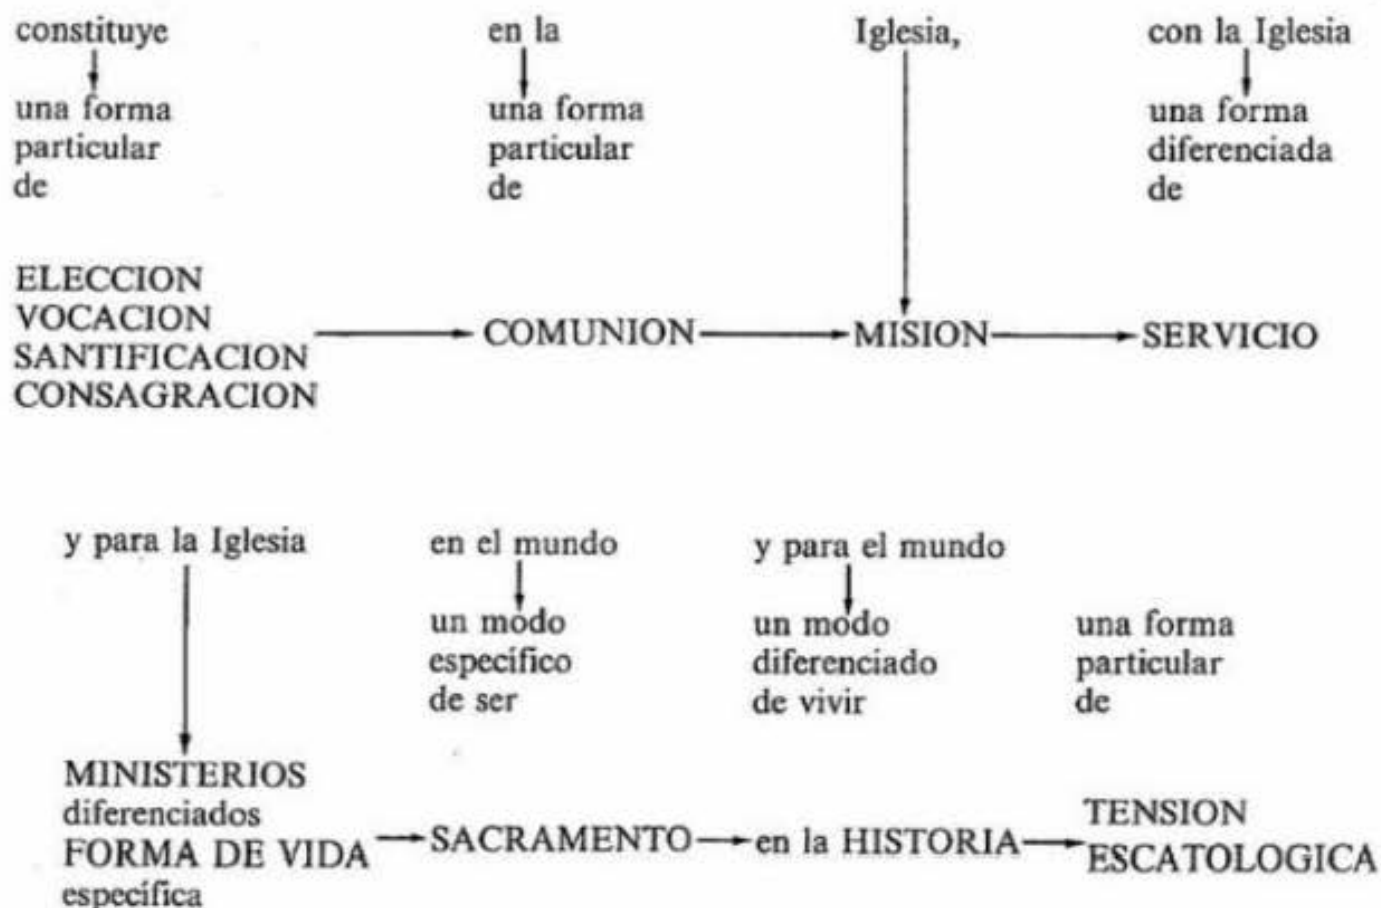 constituye en la Iglesia, con la Iglesia
una forma una forma una forma
particular particular diferenciada
de de de
ELECCION
VOCACION
SANTIFICACION
CONSAGRACION
COMUNION MISION SERVICIO
y para la Iglesia en el mundo y para el mundo
un modo un modo una forma
específico diferenciado particular
de ser de vivir de
MINISTERIOS
diferenciados
FORMA DE VIDA
específica
SACRAMENTO en la HISTORIA
TENSION
ESCATOLOGICA